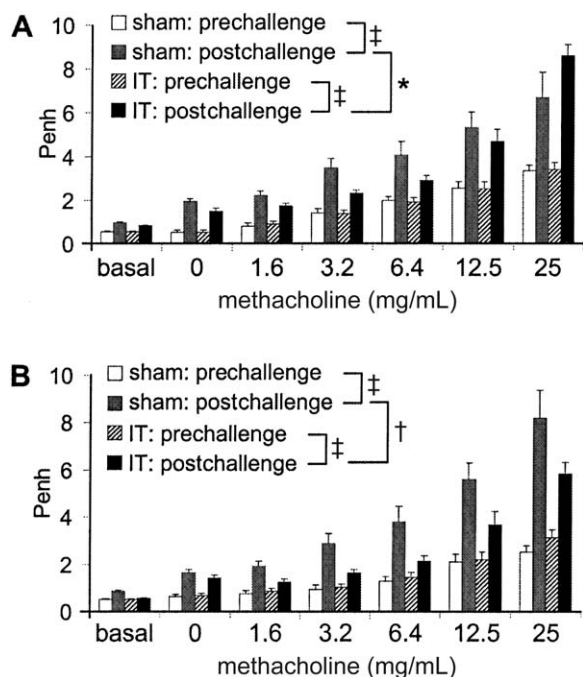 A
10
sham: prechallenge
‡
8
sham: postchallenge
IT: prechallenge
‡
*
6
IT: postchallenge
Penh
4
2
0
basal 0 1.6 3.2 6.4 12.5 25
methacholine (mg/mL)
B
10
sham: prechallenge
‡
sham: postchallenge
8
IT: prechallenge
‡
†
6
IT: postchallenge
Penh
4
2
0
basal 0 1.6 3.2 6.4 12.5 25
methacholine (mg/mL)